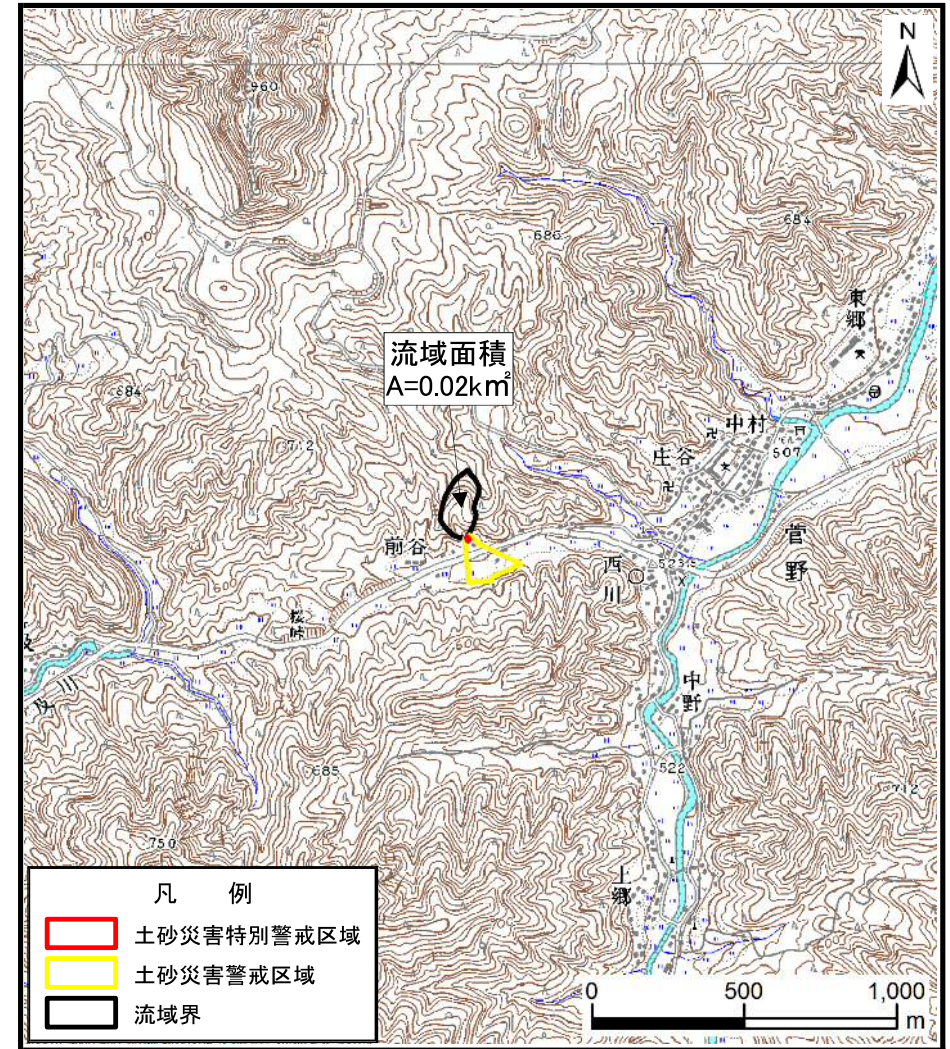 N
960
684
686
東郷
流域面積
A=0.02km²
684
712
中村
庄谷
507
菅野
前谷
西川
523.5
桜峠
中野
685
522
712
750
上郷
凡 例
土砂災害特別警戒区域
土砂災害警戒区域
流域界
0 500 1,000
m